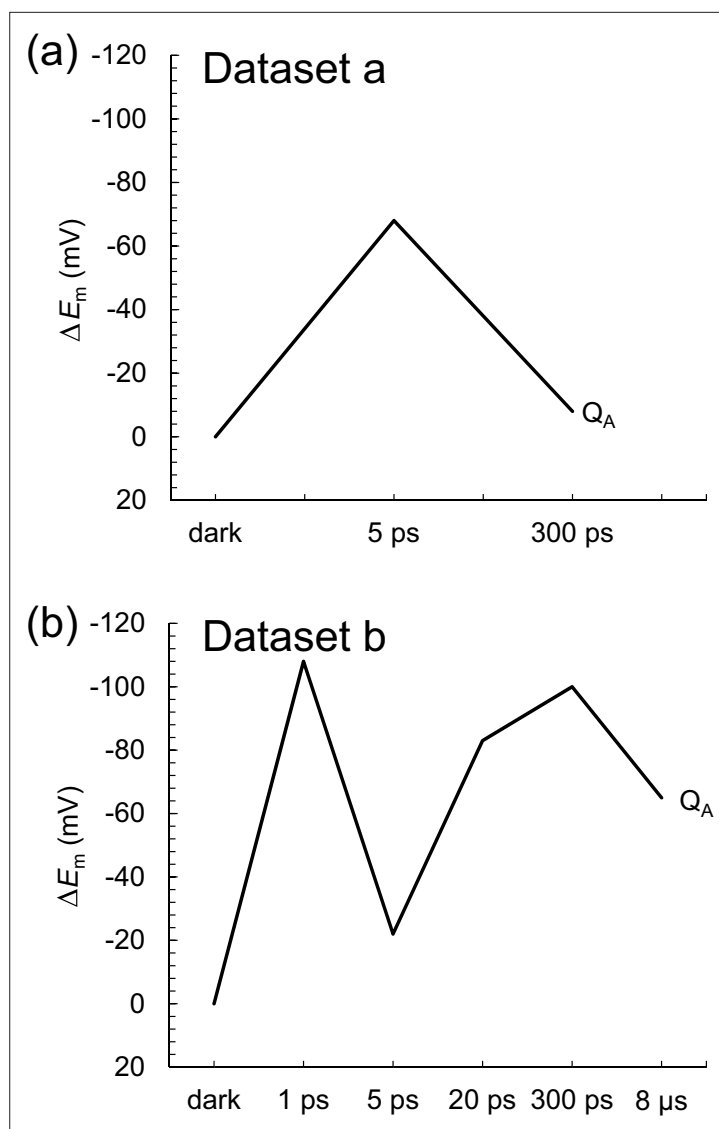 (a)
Dataset a
-120
-100
-80
-60
-40
-20
0
20
ΔEm (mV)
QA
dark 5 ps 300 ps
(b)
Dataset b
-120
-100
-80
-60
-40
-20
0
20
ΔEm (mV)
QA
dark 1 ps 5 ps 20 ps 300 ps 8 µs